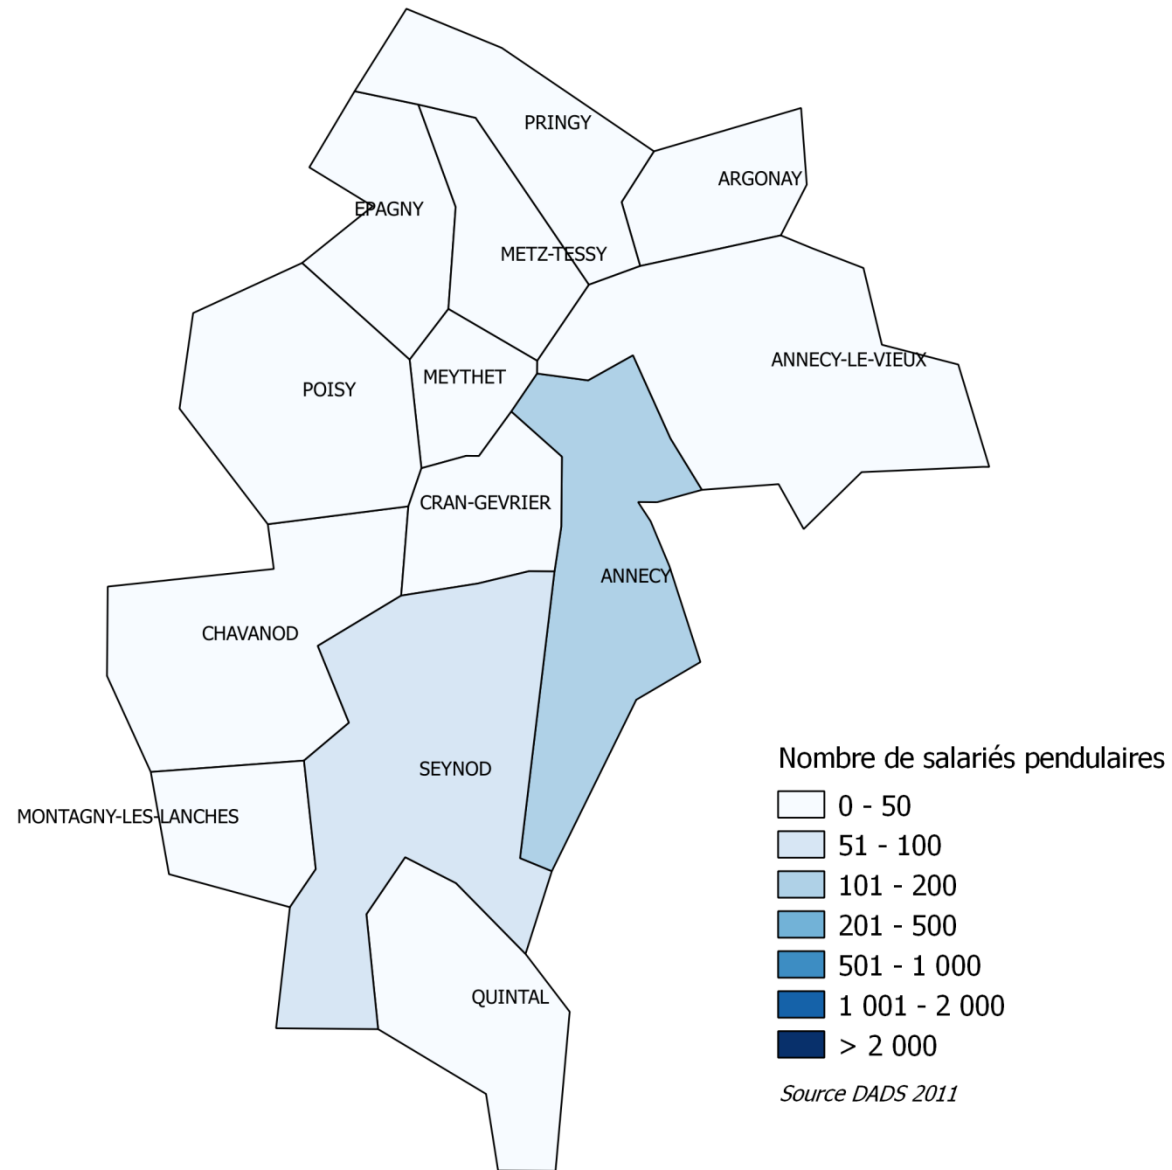 PRINGY
ARGONAY
EPAGNY
METZ-TESSY
ANNECY-LE-VIEUX
MEYTHET
POISY
CRAN-GEVRIER
ANNECY
CHAVANOD
SEYNOD
MONTAGNY-LES-LANCHES
QUINTAL
Nombre de salariés pendulaires
0 - 50
51 - 100
101 - 200
201 - 500
501 - 1 000
1 001 - 2 000
> 2 000
Source DADS 2011